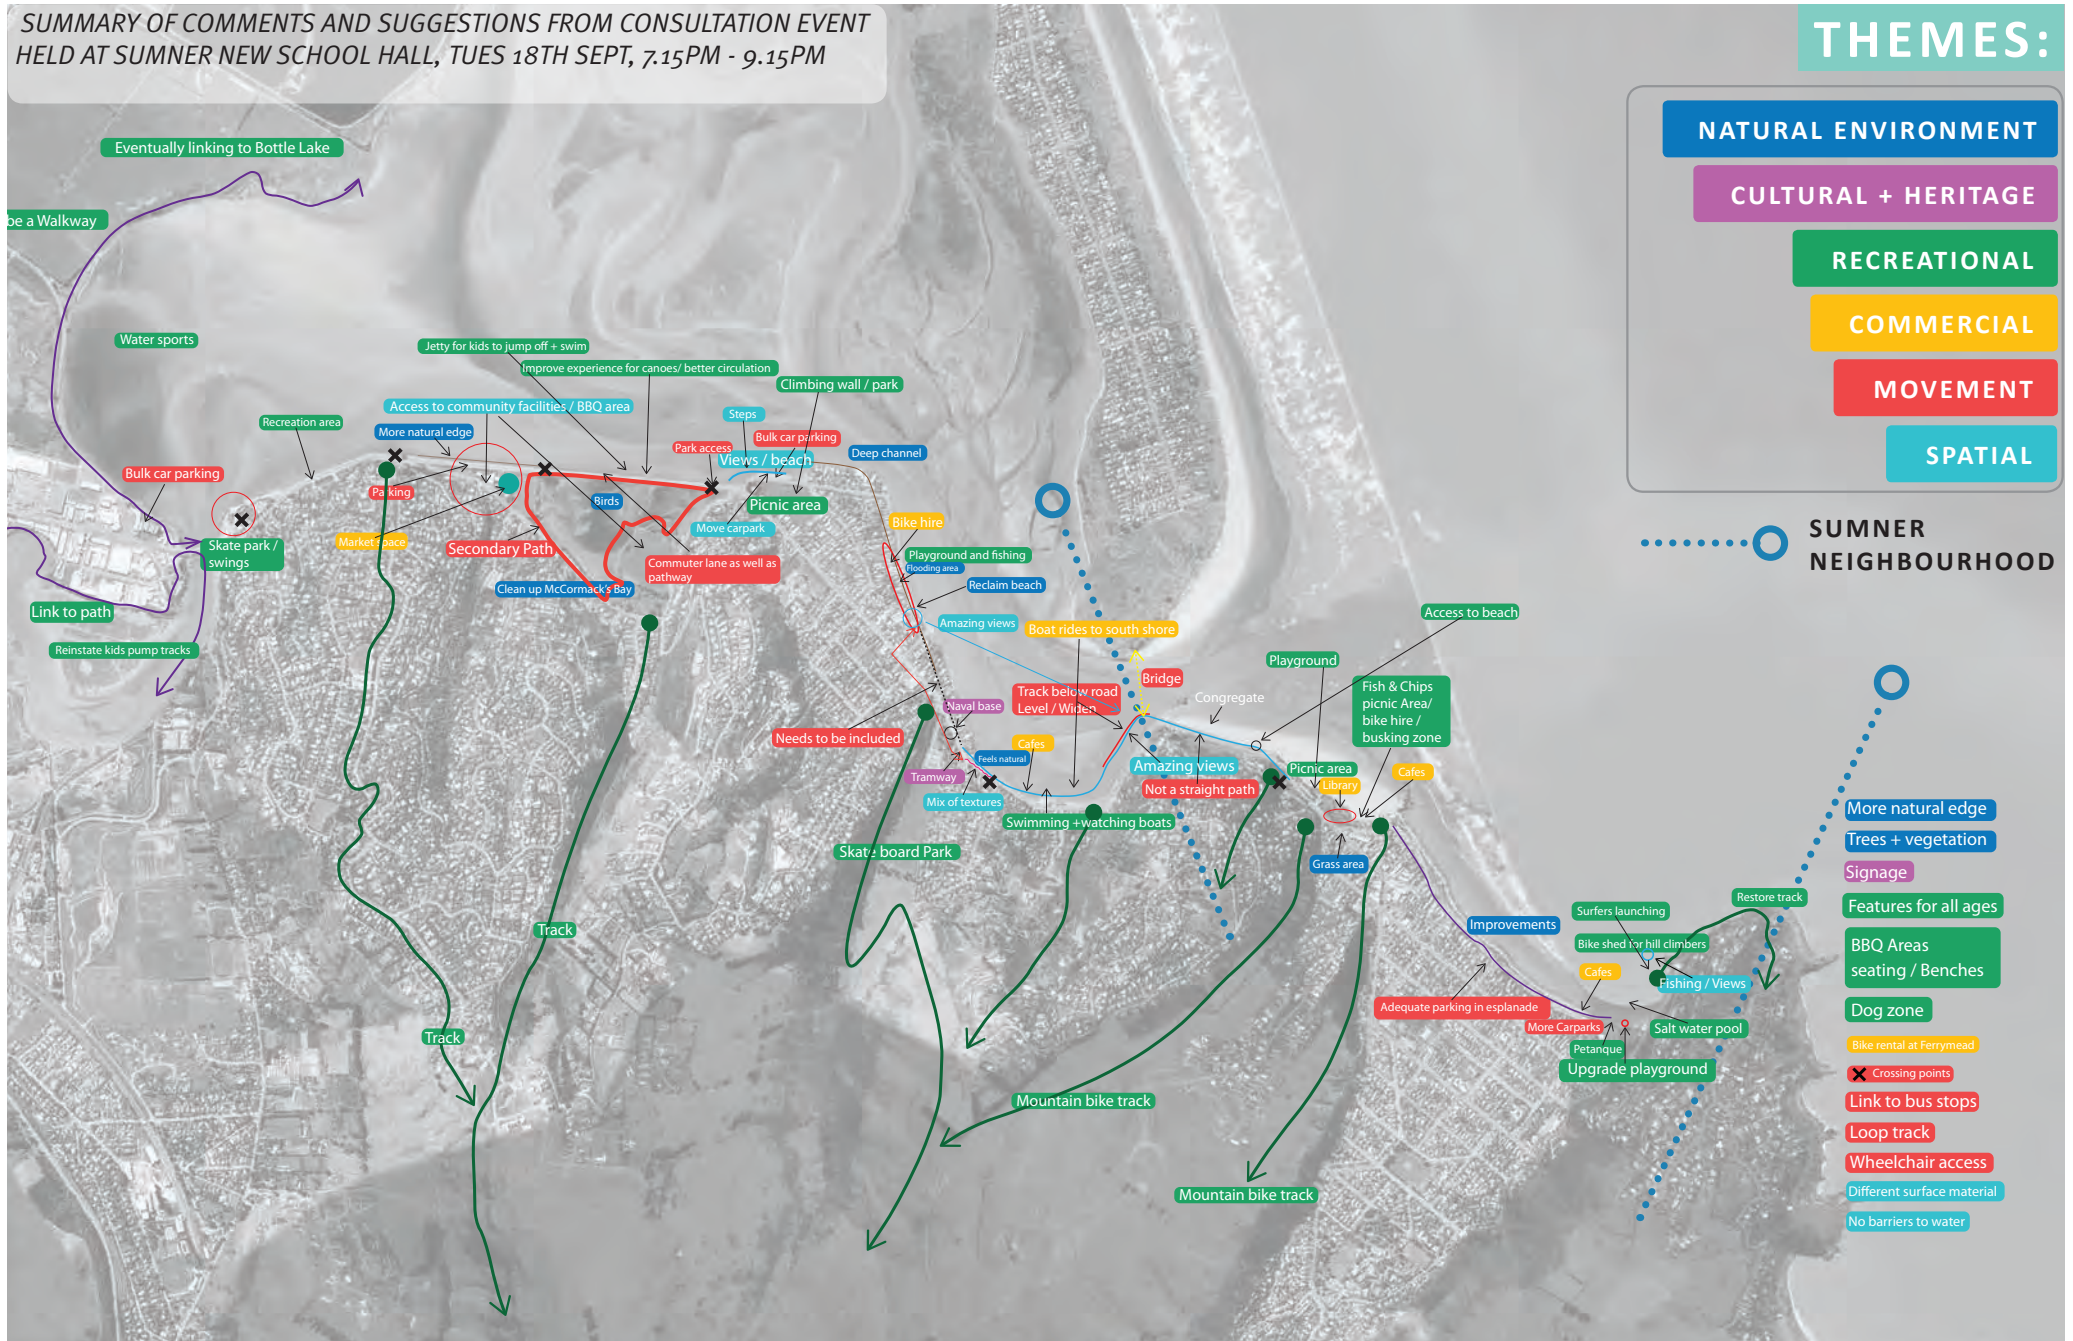 SUMMARY OF COMMENTS AND SUGGESTIONS FROM CONSULTATION EVENT
HELD AT SUMNER NEW SCHOOL HALL, TUES 18TH SEPT, 7.15PM - 9.15PM
THEMES:
NATURAL ENVIRONMENT
CULTURAL + HERITAGE
RECREATIONAL
COMMERCIAL
MOVEMENT
SPATIAL
SUMNER
NEIGHBOURHOOD
Eventually linking to Bottle Lake
be a Walkway
Water sports
Jetty for kids to jump off + swim
Improve experience for canoes/ better circulation
Climbing wall / park
Access to community facilities / BBQ area
Steps
Recreation area
More natural edge
Bulk car parking
Park access
Views / beach
Deep channel
Bulk car parking
Parking
Birds
Picnic area
Market space
Move carpark
Bike hire
Skate park /
swings
Secondary Path
Commuter lane as well as
pathway
Playground and fishing
Flooding area
Clean up McCormack's Bay
Reclaim beach
Link to path
Amazing views
Boat rides to south shore
Access to beach
Reinstate kids pump tracks
Playground
Bridge
Track below road
Level / Widen
Congregate
Fish & Chips
picnic Area/
bike hire /
busking zone
Naval base
Needs to be included
Cafes
Feels natural
Amazing views
Picnic area
Cafes
Tramway
Library
Not a straight path
Mix of textures
Swimming +watching boats
Skate board Park
Grass area
Track
Track
Mountain bike track
Mountain bike track
Improvements
Restore track
Surfers launching
Bike shed for hill climbers
Cafes
Fishing / Views
Adequate parking in esplanade
More Carparks
Salt water pool
Petanque
Upgrade playground
More natural edge
Trees + vegetation
Signage
Features for all ages
BBQ Areas
seating / Benches
Dog zone
Bike rental at Ferrymead
Crossing points
Link to bus stops
Loop track
Wheelchair access
Different surface material
No barriers to water